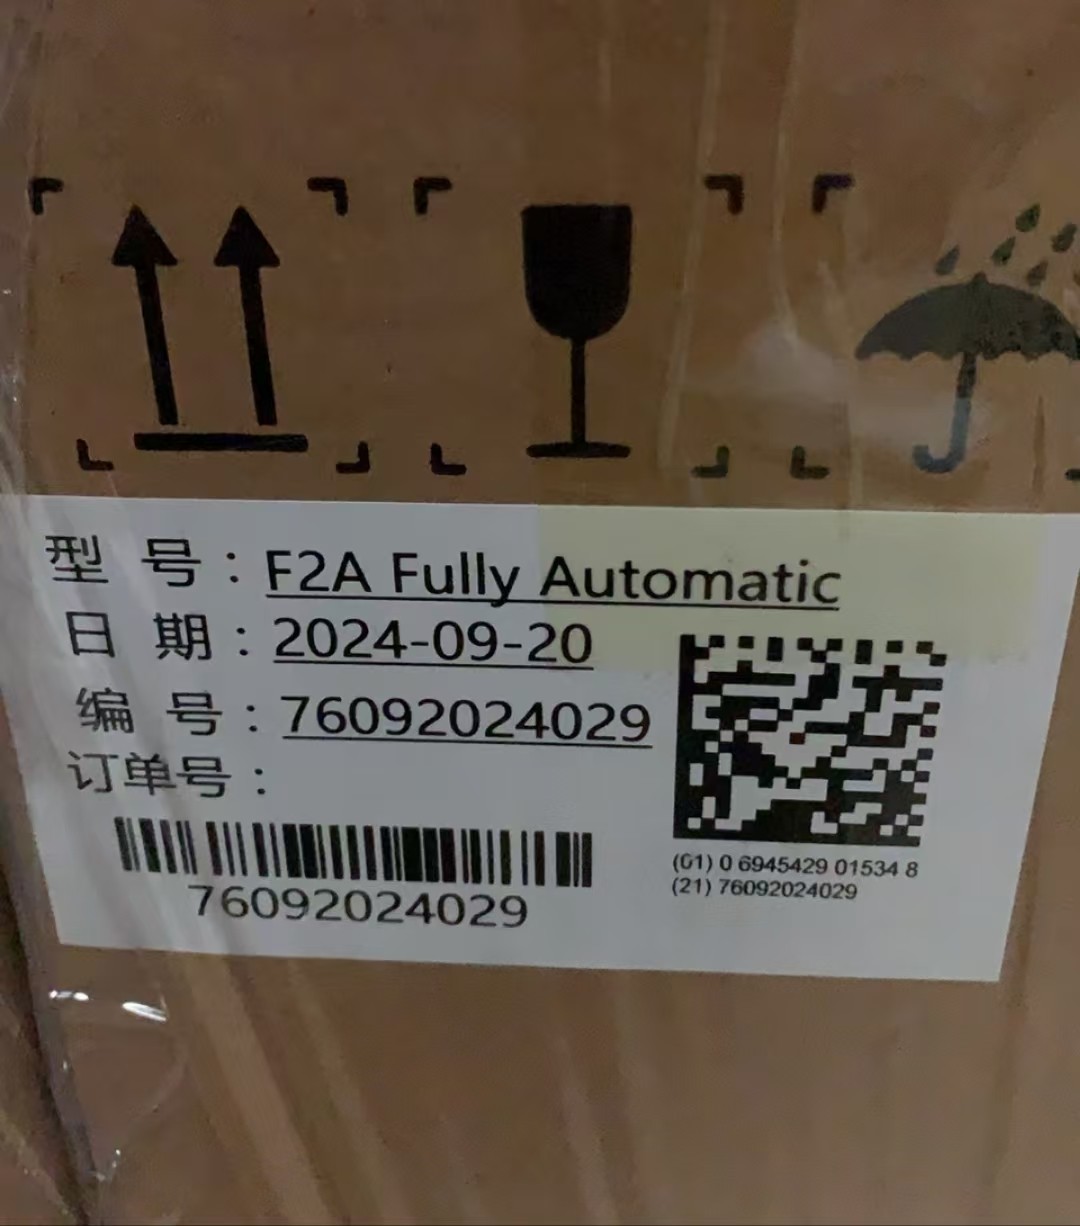 型 号：F2A Fully Automatic
日 期：2024-09-20
编 号：76092024029
订单号：
76092024029
(01) 0 6945429 01534 8
(21) 76092024029